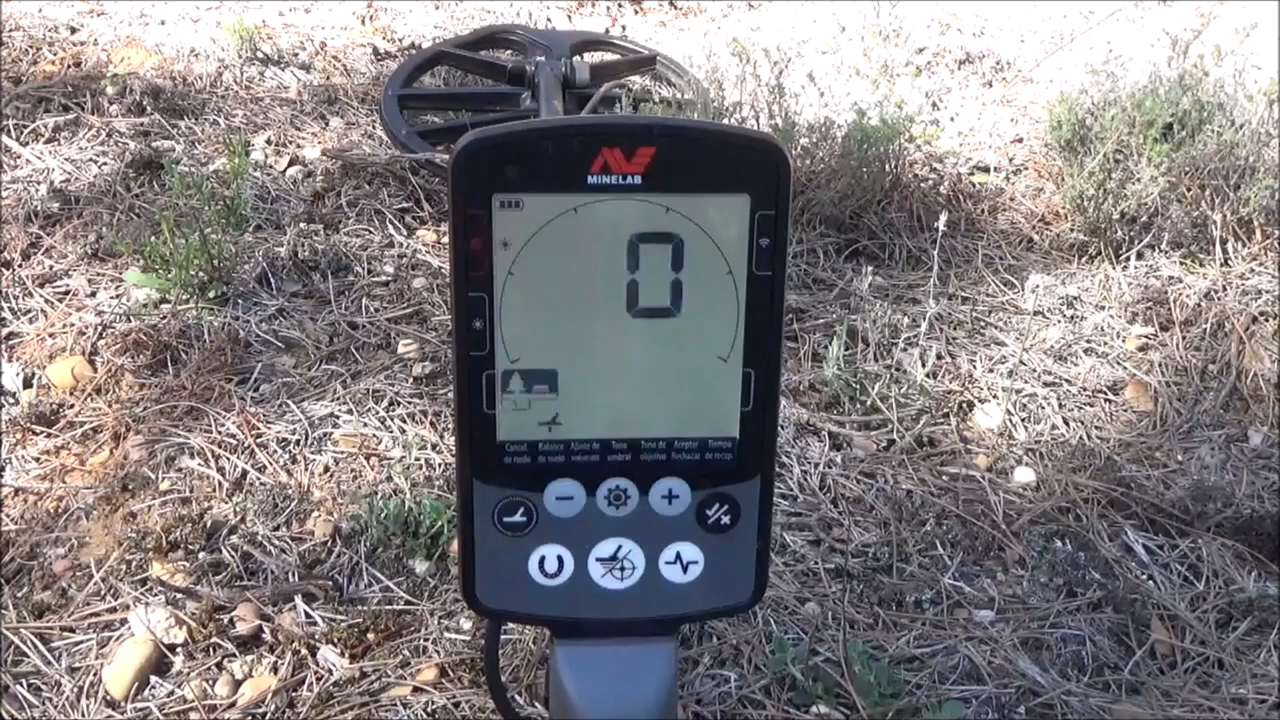 MINELAB
0
Cancel. de ruido
Balance de suelo
Ajuste de volumen
Tono umbral
Tono de objetivo
Aceptar Rechazar
Tiempo de recup.